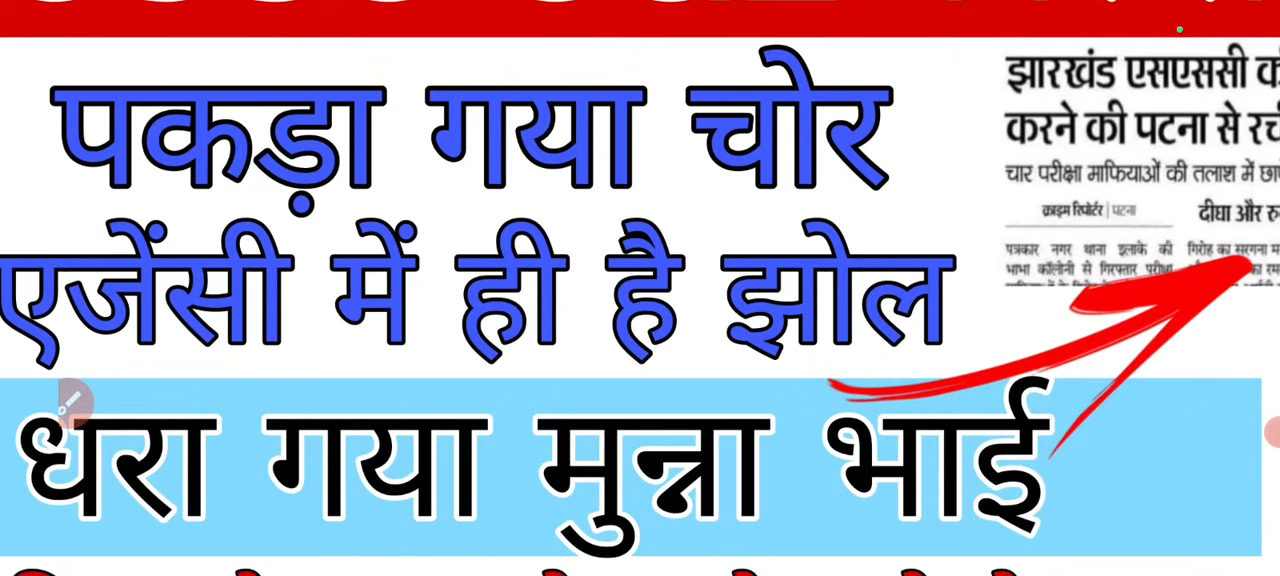 पकड़ा गया चोर
एजेंसी में ही है झोल
धरा गया मुन्ना भाई
झारखंड एसएससी
करने की पटना से
चार परीक्षा माफियाओं की तलाश में
क्राइम रिपोर्टर | पटना
पत्रकार नगर थाना इलाके की
भाभा कॉलोनी से गिरफ्तार परीक्षा
दीघा और
गिरोह का सरगना